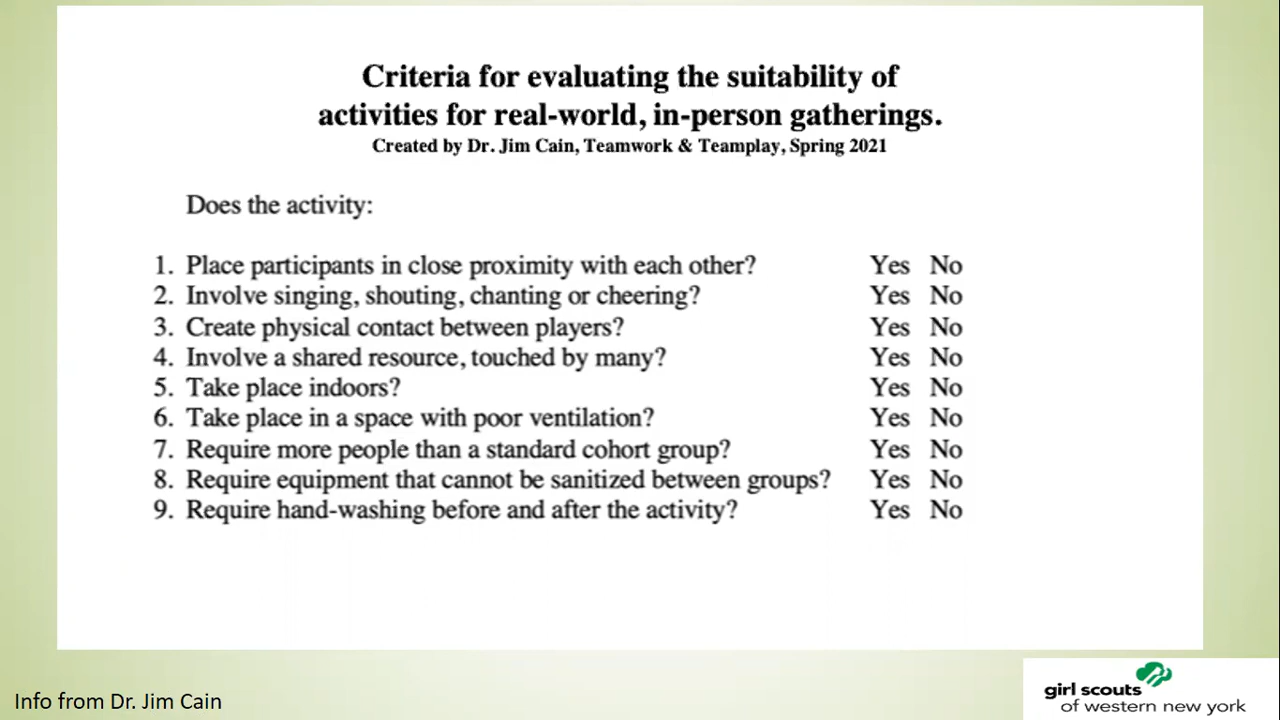 Criteria for evaluating the suitability of
activities for real-world, in-person gatherings.
Created by Dr. Jim Cain, Teamwork & Teamplay, Spring 2021
Does the activity:
1. Place participants in close proximity with each other? Yes No
2. Involve singing, shouting, chanting or cheering? Yes No
3. Create physical contact between players? Yes No
4. Involve a shared resource, touched by many? Yes No
5. Take place indoors? Yes No
6. Take place in a space with poor ventilation? Yes No
7. Require more people than a standard cohort group? Yes No
8. Require equipment that cannot be sanitized between groups? Yes No
9. Require hand-washing before and after the activity? Yes No
Info from Dr. Jim Cain
girl scouts
of western new york